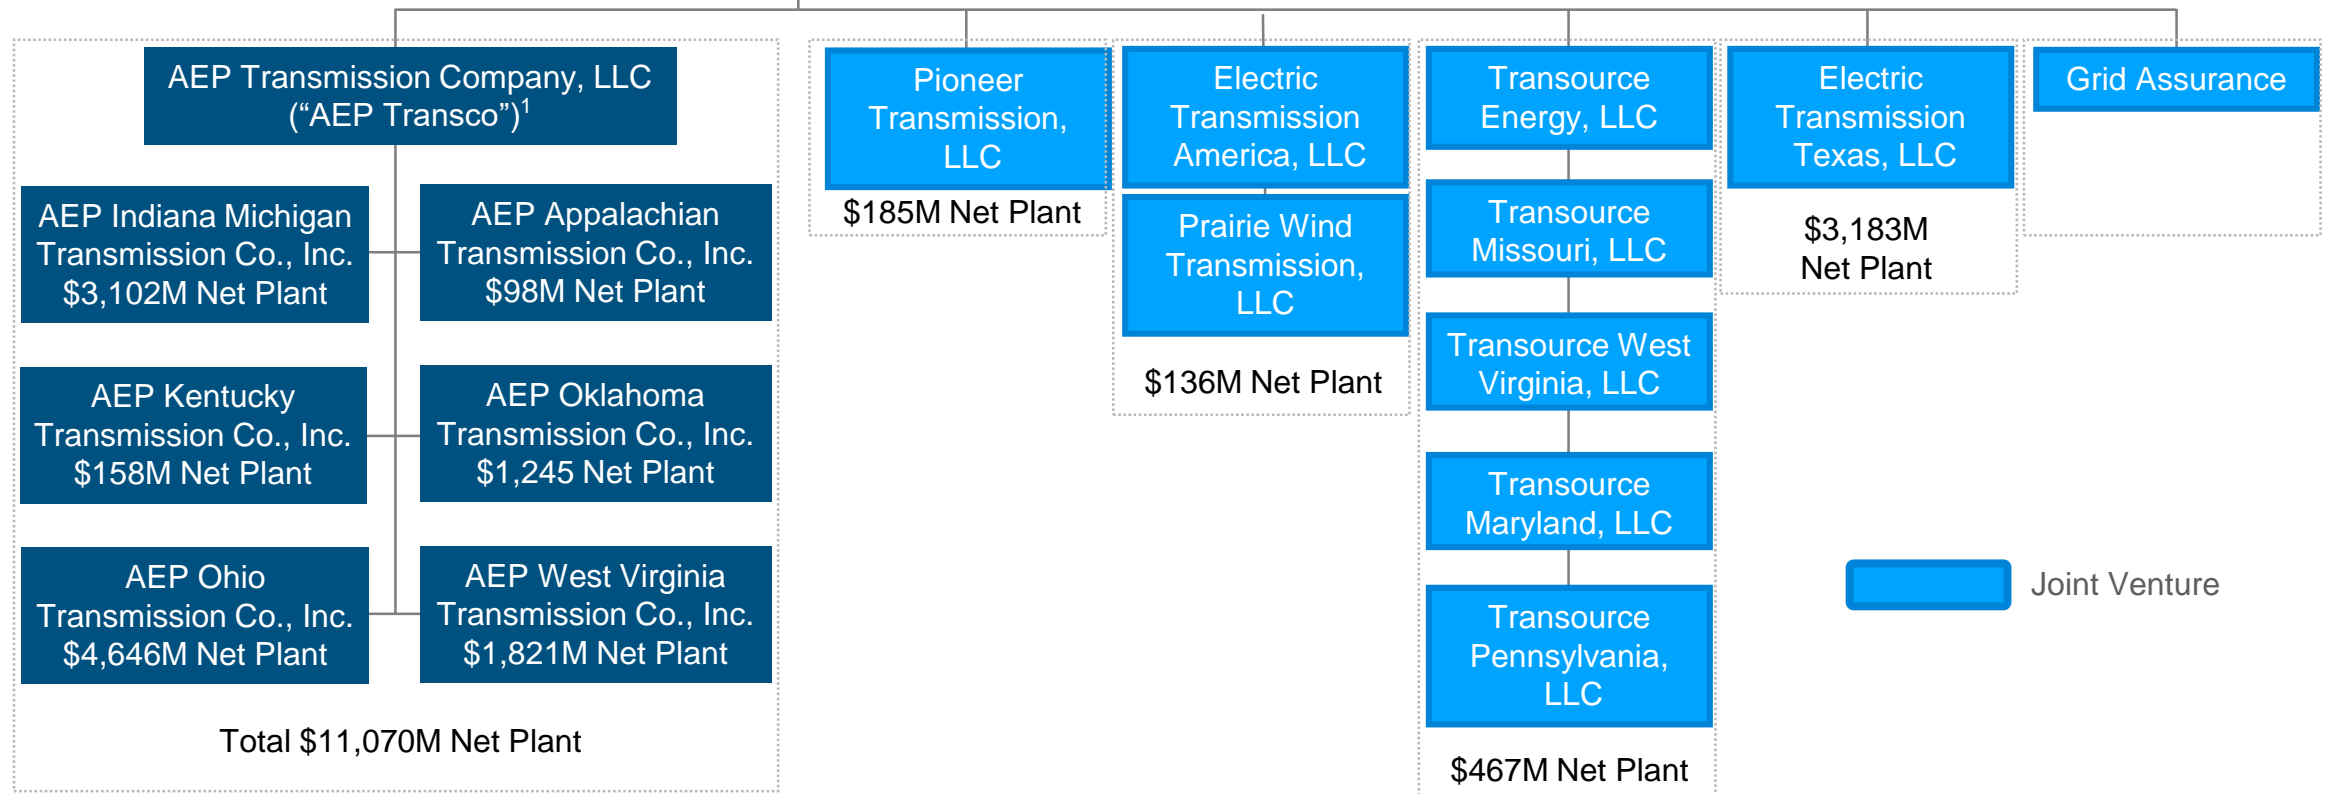 AEP Transmission Company, LLC
(“AEP Transco”)1
AEP Indiana Michigan
Transmission Co., Inc.
$3,102M Net Plant
AEP Appalachian
Transmission Co., Inc.
$98M Net Plant
AEP Kentucky
Transmission Co., Inc.
$158M Net Plant
AEP Oklahoma
Transmission Co., Inc.
$1,245 Net Plant
AEP Ohio
Transmission Co., Inc.
$4,646M Net Plant
AEP West Virginia
Transmission Co., Inc.
$1,821M Net Plant
Total $11,070M Net Plant
Pioneer
Transmission,
LLC
$185M Net Plant
Electric
Transmission
America, LLC
Prairie Wind
Transmission,
LLC
$136M Net Plant
Transource
Energy, LLC
Transource
Missouri, LLC
Transource West
Virginia, LLC
Transource
Maryland, LLC
Transource
Pennsylvania,
LLC
$467M Net Plant
Electric
Transmission
Texas, LLC
$3,183M
Net Plant
Grid Assurance
Joint Venture